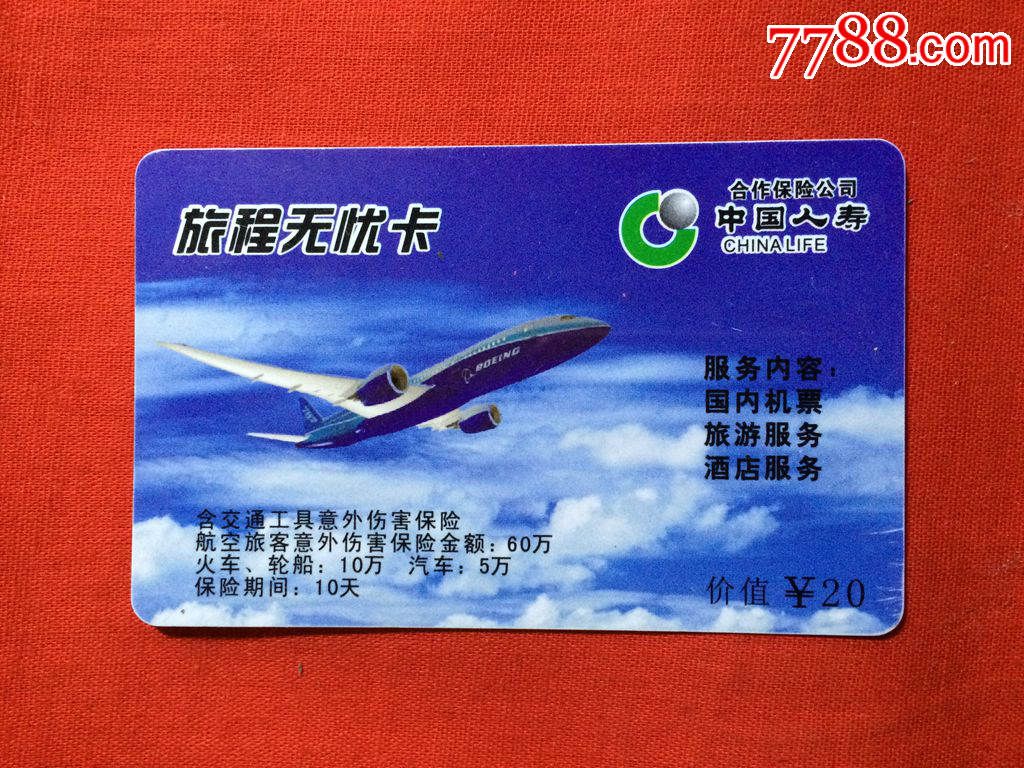 7788.com
旅程无忧卡
合作保险公司
中国人寿
CHINALIFE
BOEING
服务内容：
国内机票
旅游服务
酒店服务
含交通工具意外伤害保险
航空旅客意外伤害保险金额：60万
火车、轮船：10万 汽车：5万
保险期间：10天
价值 ￥20